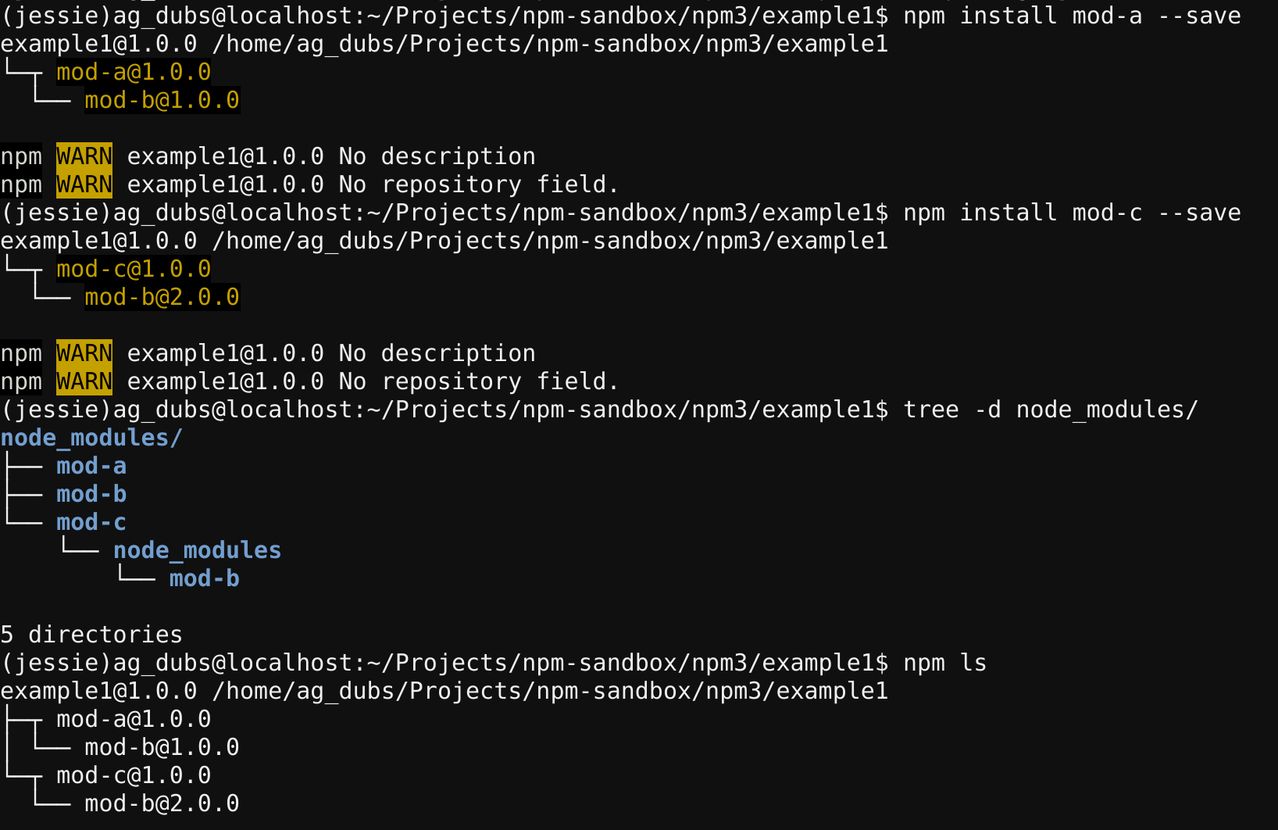 (jessie)ag_dubs@localhost:~/Projects/npm-sandbox/npm3/example1$ npm install mod-a --save
example1@1.0.0 /home/ag_dubs/Projects/npm-sandbox/npm3/example1
└─┬ mod-a@1.0.0
  └── mod-b@1.0.0

npm WARN example1@1.0.0 No description
npm WARN example1@1.0.0 No repository field.
(jessie)ag_dubs@localhost:~/Projects/npm-sandbox/npm3/example1$ npm install mod-c --save
example1@1.0.0 /home/ag_dubs/Projects/npm-sandbox/npm3/example1
└─┬ mod-c@1.0.0
  └── mod-b@2.0.0

npm WARN example1@1.0.0 No description
npm WARN example1@1.0.0 No repository field.
(jessie)ag_dubs@localhost:~/Projects/npm-sandbox/npm3/example1$ tree -d node_modules/
node_modules/
├── mod-a
├── mod-b
└── mod-c
    └── node_modules
        └── mod-b

5 directories
(jessie)ag_dubs@localhost:~/Projects/npm-sandbox/npm3/example1$ npm ls
example1@1.0.0 /home/ag_dubs/Projects/npm-sandbox/npm3/example1
├─┬ mod-a@1.0.0
│ └── mod-b@1.0.0
└─┬ mod-c@1.0.0
  └── mod-b@2.0.0